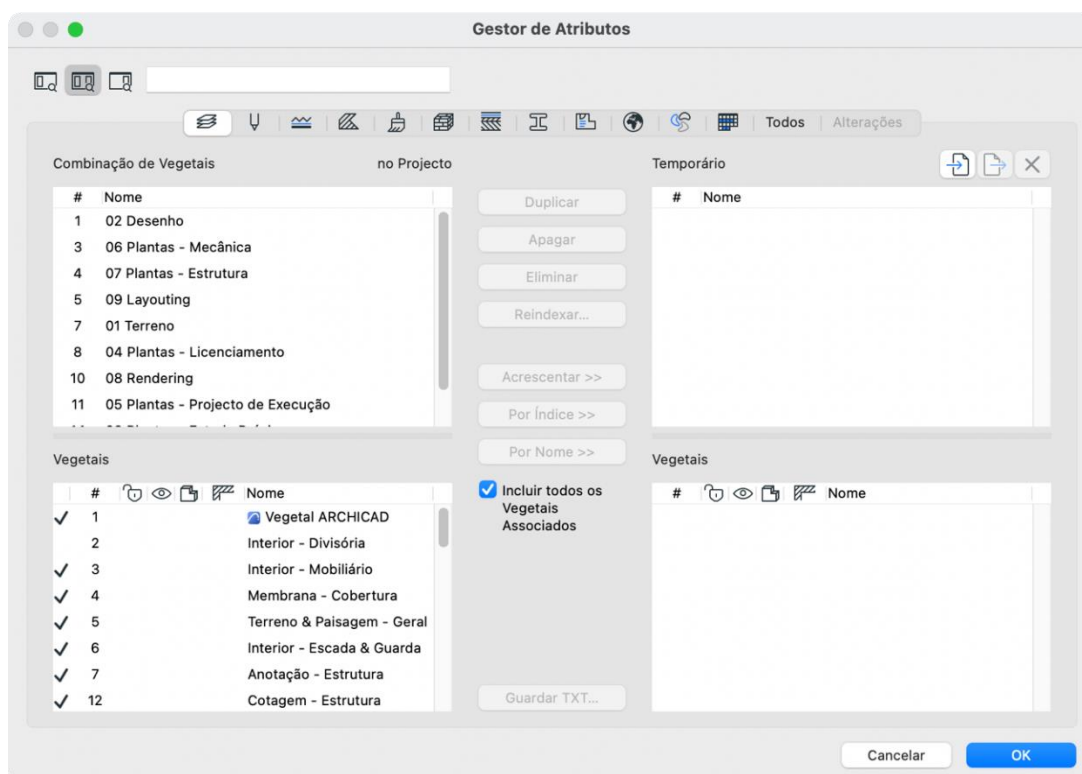 Gestor de Atributos
Todos
Alterações
Combinação de Vegetais
no Projecto
# Nome
1 02 Desenho
3 06 Plantas - Mecânica
4 07 Plantas - Estrutura
5 09 Layouting
7 01 Terreno
8 04 Plantas - Licenciamento
10 08 Rendering
11 05 Plantas - Projecto de Execução
Vegetais
# Nome
1 Vegetal ARCHICAD
2 Interior - Divisória
3 Interior - Mobiliário
4 Membrana - Cobertura
5 Terreno & Paisagem - Geral
6 Interior - Escada & Guarda
7 Anotação - Estrutura
12 Cotagem - Estrutura
Duplicar
Apagar
Eliminar
Reindexar...
Acrescentar >>
Por Índice >>
Por Nome >>
Incluir todos os
Vegetais
Associados
Guardar TXT...
Temporário
# Nome
Vegetais
# Nome
Cancelar
OK